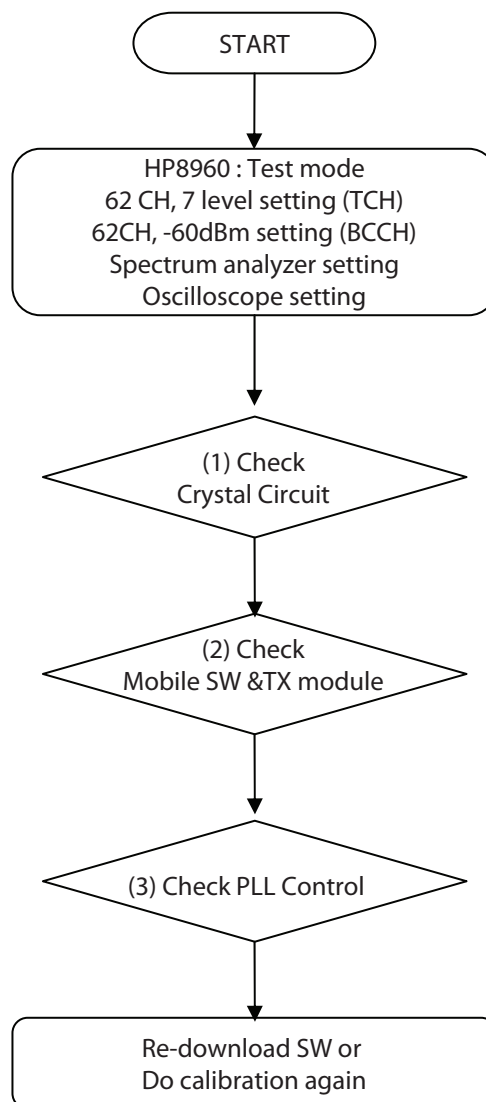 START
HP8960 : Test mode
62 CH, 7 level setting (TCH)
62CH, -60dBm setting (BCCH)
Spectrum analyzer setting
Oscilloscope setting
(1) Check
Crystal Circuit
(2) Check
Mobile SW &TX module
(3) Check PLL Control
Re-download SW or
Do calibration again